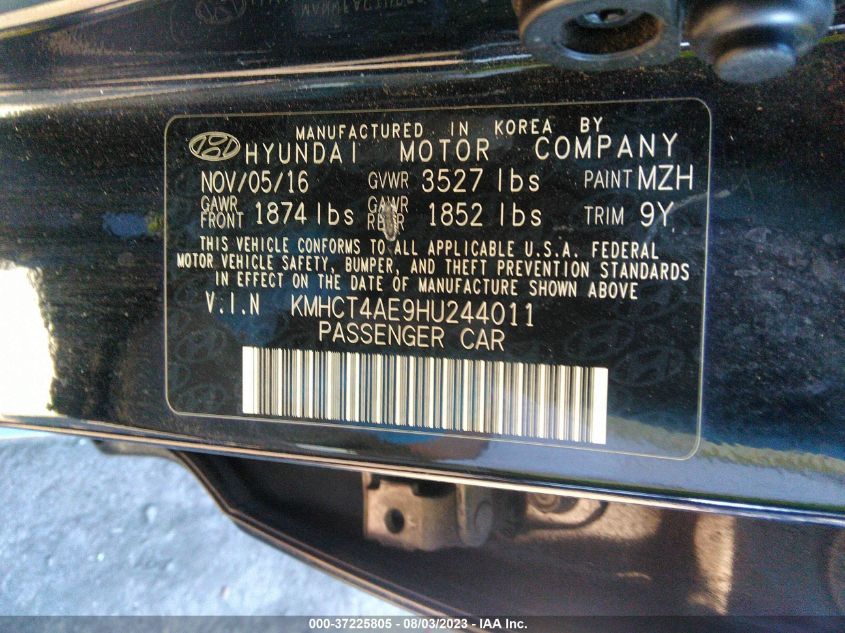 MANUFACTURED IN KOREA BY
HYUNDAI MOTOR COMPANY
NOV/05/16 GVWR 3527 lbs PAINT MZH
GAWR FRONT 1874 lbs GAWR REAR 1852 lbs TRIM 9Y
THIS VEHICLE CONFORMS TO ALL APPLICABLE U.S.A. FEDERAL
MOTOR VEHICLE SAFETY, BUMPER, AND THEFT PREVENTION STANDARDS
IN EFFECT ON THE DATE OF MANUFACTURE SHOWN ABOVE
V.I.N KMHCT4AE9HU244011
PASSENGER CAR
000-37225805 - 08/03/2023 - IAA Inc.